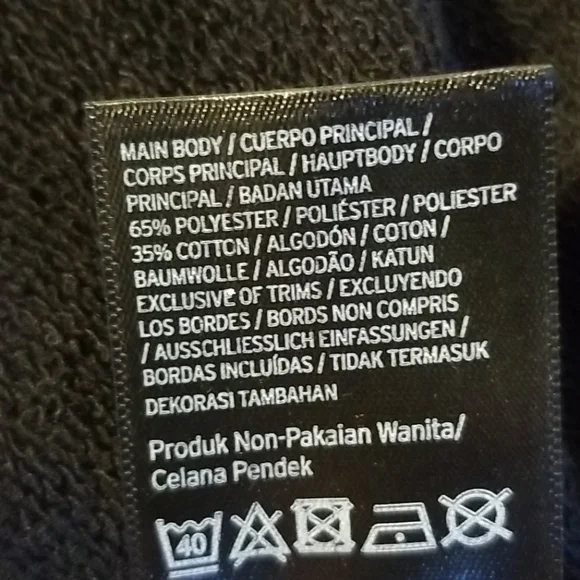 MAIN BODY / CUERPO PRINCIPAL /
CORPS PRINCIPAL / HAUPTBODY / CORPO
PRINCIPAL / BADAN UTAMA
65% POLYESTER / POLIÉSTER / POLIESTER
35% COTTON / ALGODÓN / COTON /
BAUMWOLLE / ALGODÃO / KATUN
EXCLUSIVE OF TRIMS / EXCLUYENDO
LOS BORDES / BORDS NON COMPRIS
/ AUSSCHLIESSLICH EINFASSUNGEN /
BORDAS INCLUÍDAS / TIDAK TERMASUK
DEKORASI TAMBAHAN
Produk Non-Pakaian Wanita/
Celana Pendek
40